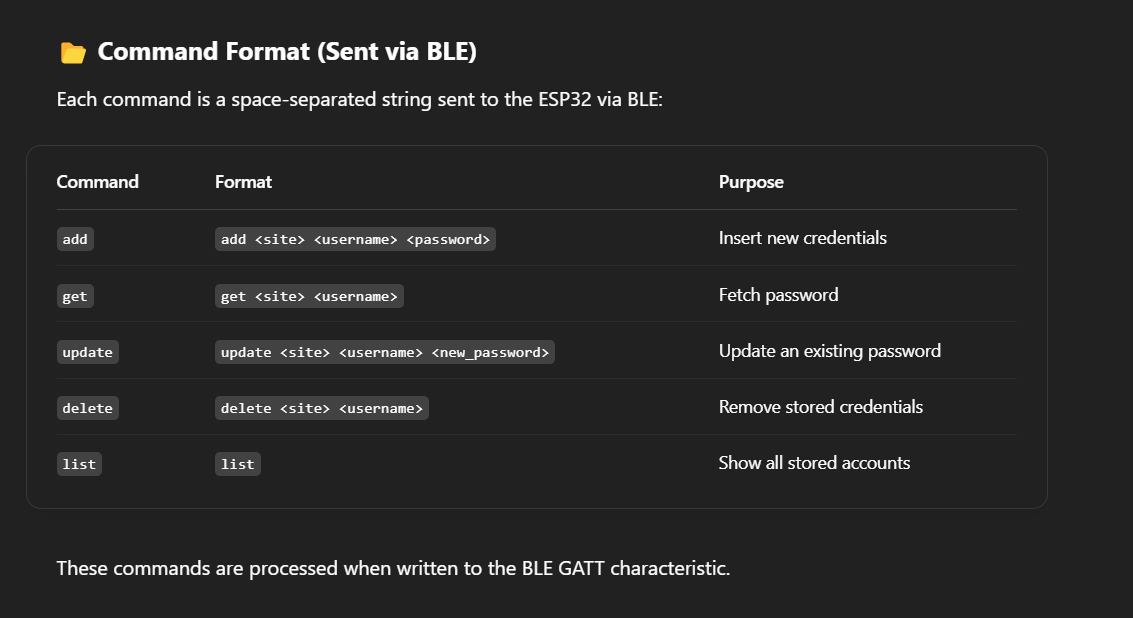 📂 Command Format (Sent via BLE)
Each command is a space-separated string sent to the ESP32 via BLE:
Command Format Purpose
add add <site> <username> <password> Insert new credentials
get get <site> <username> Fetch password
update update <site> <username> <new_password> Update an existing password
delete delete <site> <username> Remove stored credentials
list list Show all stored accounts
These commands are processed when written to the BLE GATT characteristic.